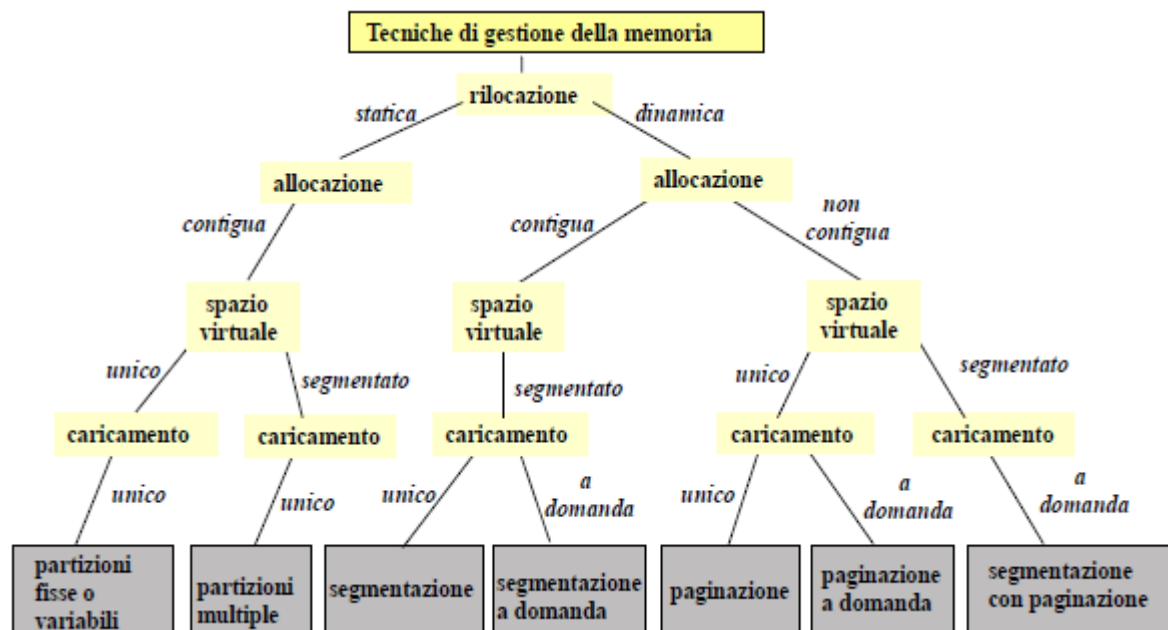 Tecniche di gestione della memoria
rilocazione
statica
dinamica
allocazione
allocazione
contigua
contigua
non
contigua
spazio
virtuale
spazio
virtuale
spazio
virtuale
unico
segmentato
segmentato
unico
segmentato
caricamento
caricamento
caricamento
caricamento
caricamento
unico
unico
unico
a
domanda
unico
a
domanda
a
domanda
partizioni
fisse o
variabili
partizioni
multiple
segmentazione
segmentazione
a domanda
paginazione
paginazione
a domanda
segmentazione
con paginazione